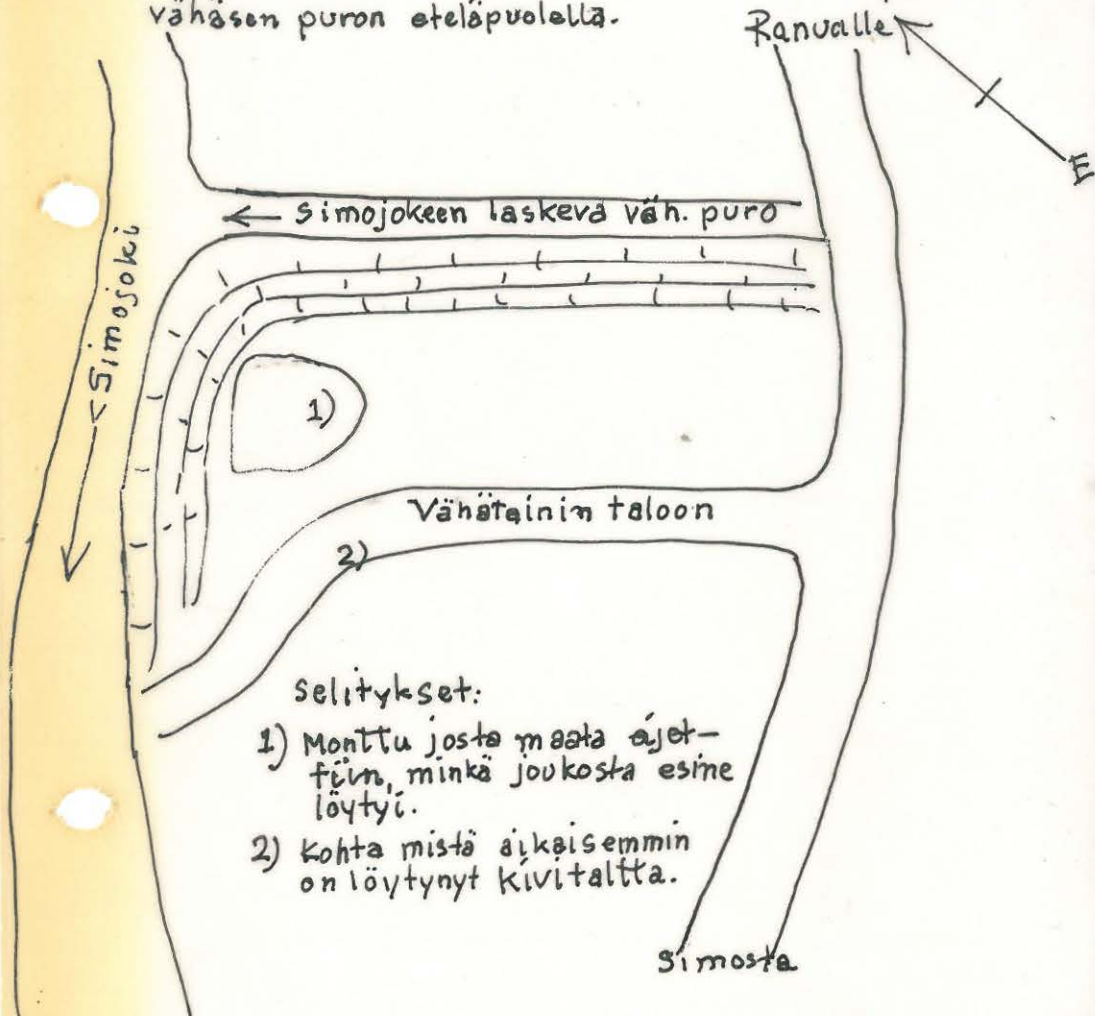 vähäsen puron eteläpuolella.
Ranualle
E
← Simojokeen laskeva väh. puro
← Simojoki
1)
Vähätainin taloon
2)
Selitykset:
1) Monttu josta maata ajet-
tiin, minkä joukosta esine
löytyi.
2) Kohta mistä aikaisemmin
on löytynyt kivitaltta.
Simosta